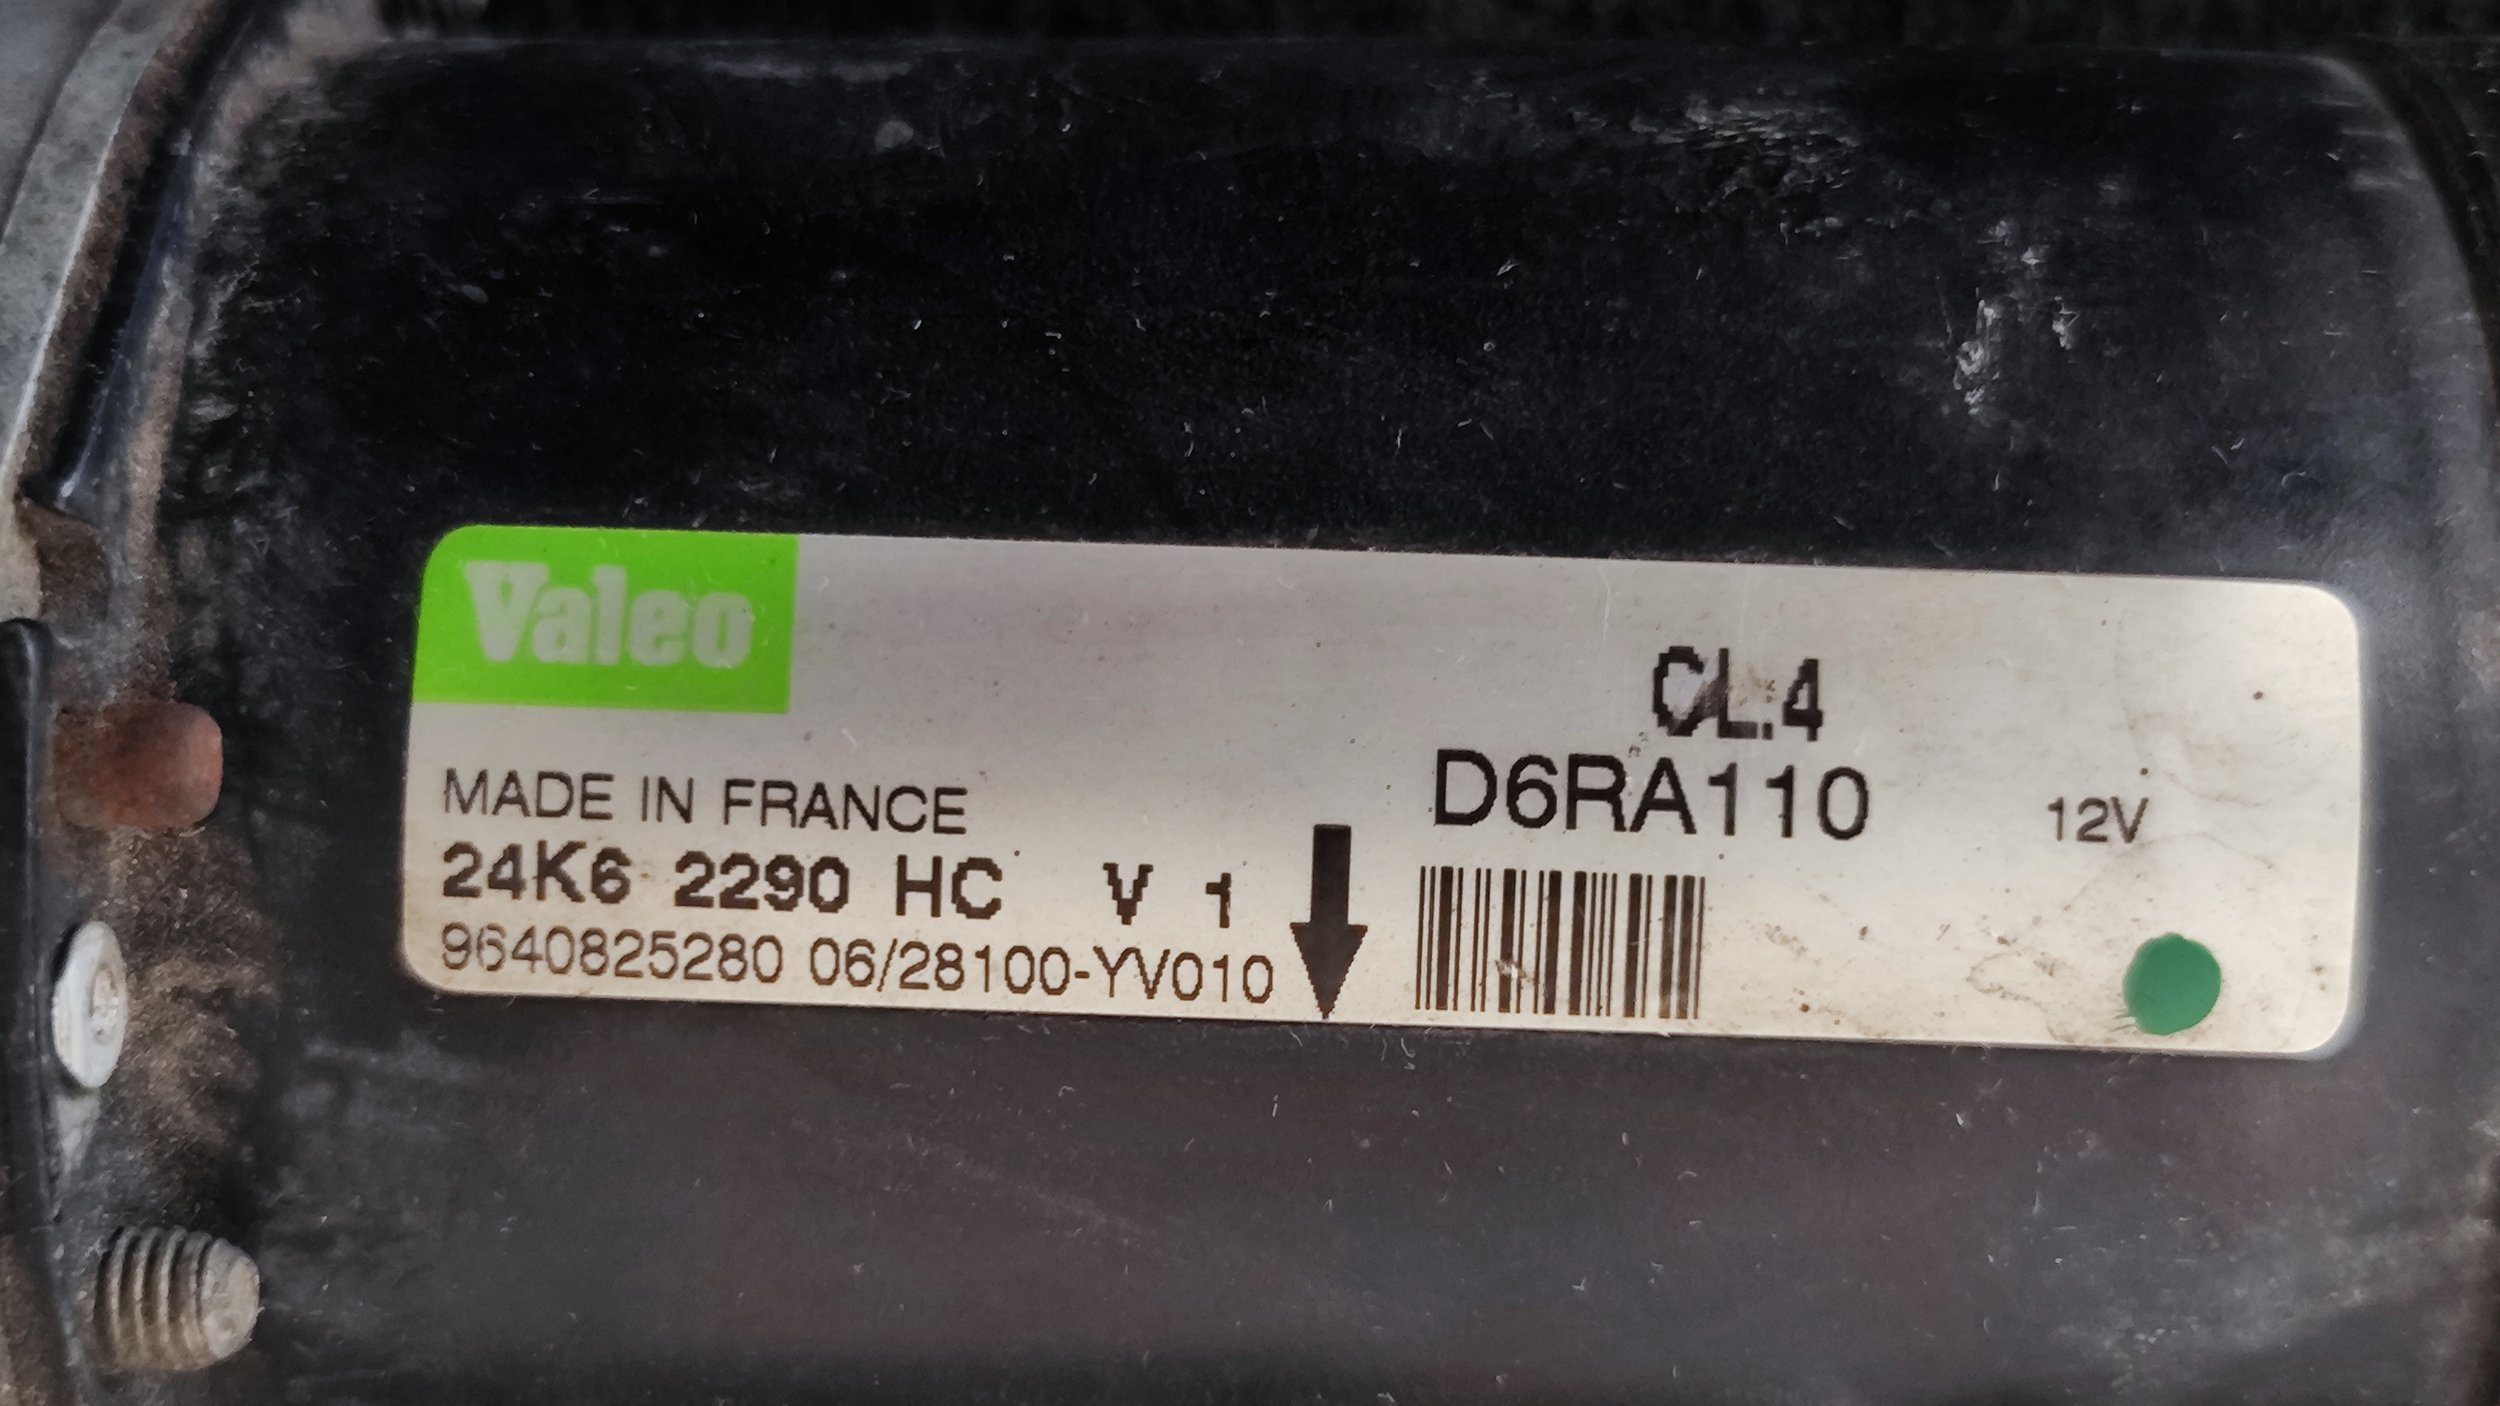 Valeo
CL.4
D6RA110
12V
MADE IN FRANCE
24K6 2290 HC V 1
9640825280 06/28100-YV010